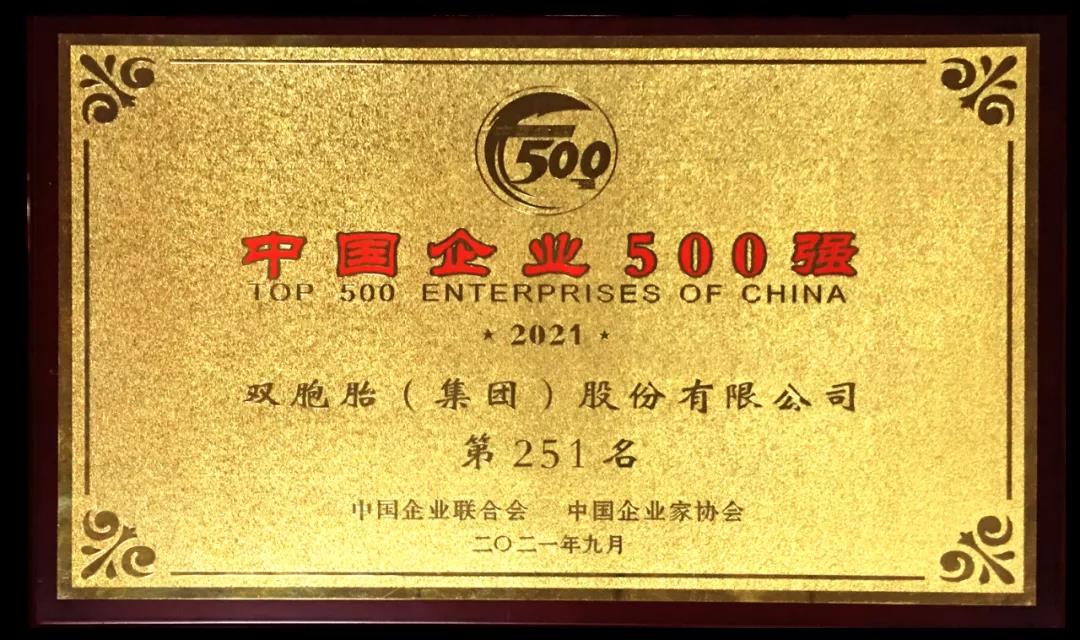 500
中国企业500强
TOP 500 ENTERPRISES OF CHINA
★ 2021 ★
双胞胎（集团）股份有限公司
第251名
中国企业联合会 中国企业家协会
二〇二一年九月